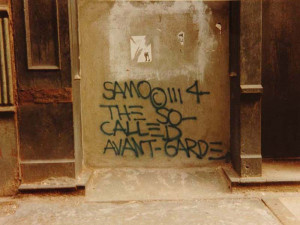 SAMO©!!! 4
THE SO-
CALLED
AVANT-GARDE